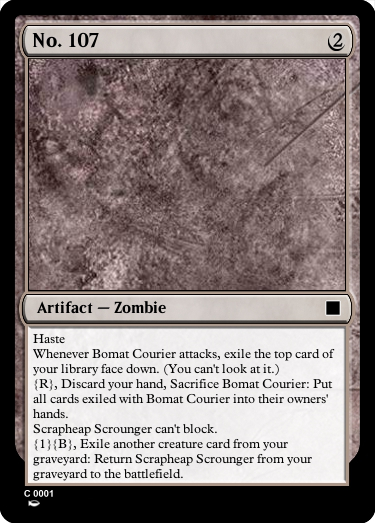 No. 107
2
Artifact — Zombie
Haste
Whenever Bomat Courier attacks, exile the top card of
your library face down. (You can't look at it.)
{R}, Discard your hand, Sacrifice Bomat Courier: Put
all cards exiled with Bomat Courier into their owners'
hands.
Scrapheap Scrounger can't block.
{1}{B}, Exile another creature card from your
graveyard: Return Scrapheap Scrounger from your
graveyard to the battlefield.
C 0001